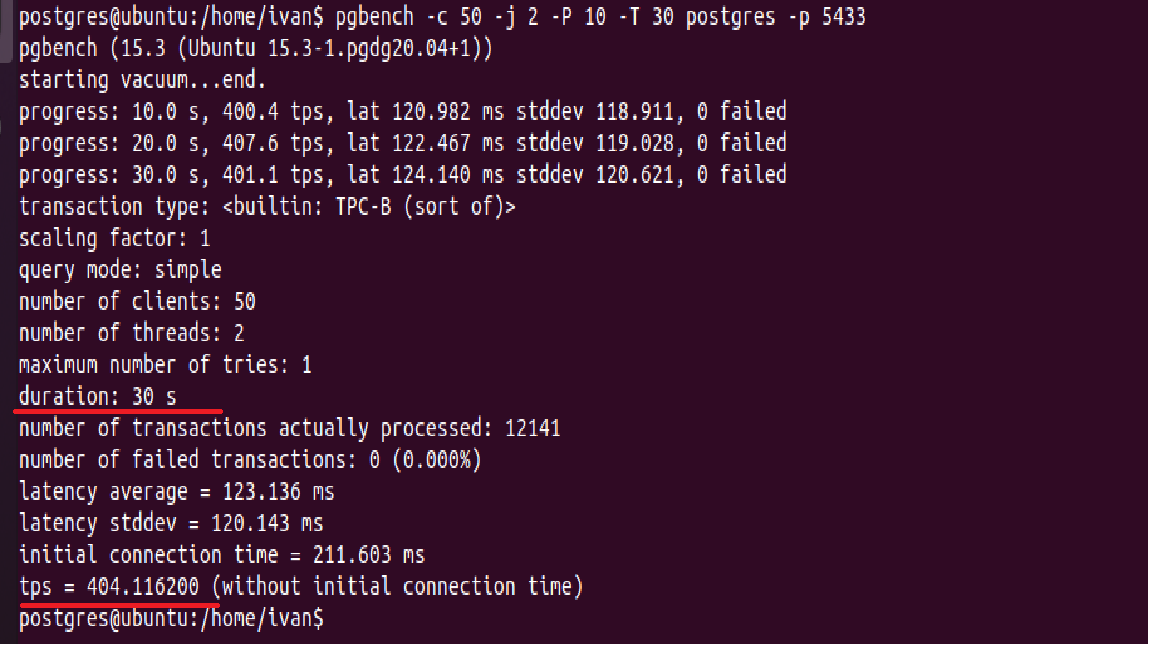 postgres@ubuntu:/home/ivan$ pgbench -c 50 -j 2 -P 10 -T 30 postgres -p 5433
pgbench (15.3 (Ubuntu 15.3-1.pgdg20.04+1))
starting vacuum...end.
progress: 10.0 s, 400.4 tps, lat 120.982 ms stddev 118.911, 0 failed
progress: 20.0 s, 407.6 tps, lat 122.467 ms stddev 119.028, 0 failed
progress: 30.0 s, 401.1 tps, lat 124.140 ms stddev 120.621, 0 failed
transaction type: <builtin: TPC-B (sort of)>
scaling factor: 1
query mode: simple
number of clients: 50
number of threads: 2
maximum number of tries: 1
duration: 30 s
number of transactions actually processed: 12141
number of failed transactions: 0 (0.000%)
latency average = 123.136 ms
latency stddev = 120.143 ms
initial connection time = 211.603 ms
tps = 404.116200 (without initial connection time)
postgres@ubuntu:/home/ivan$